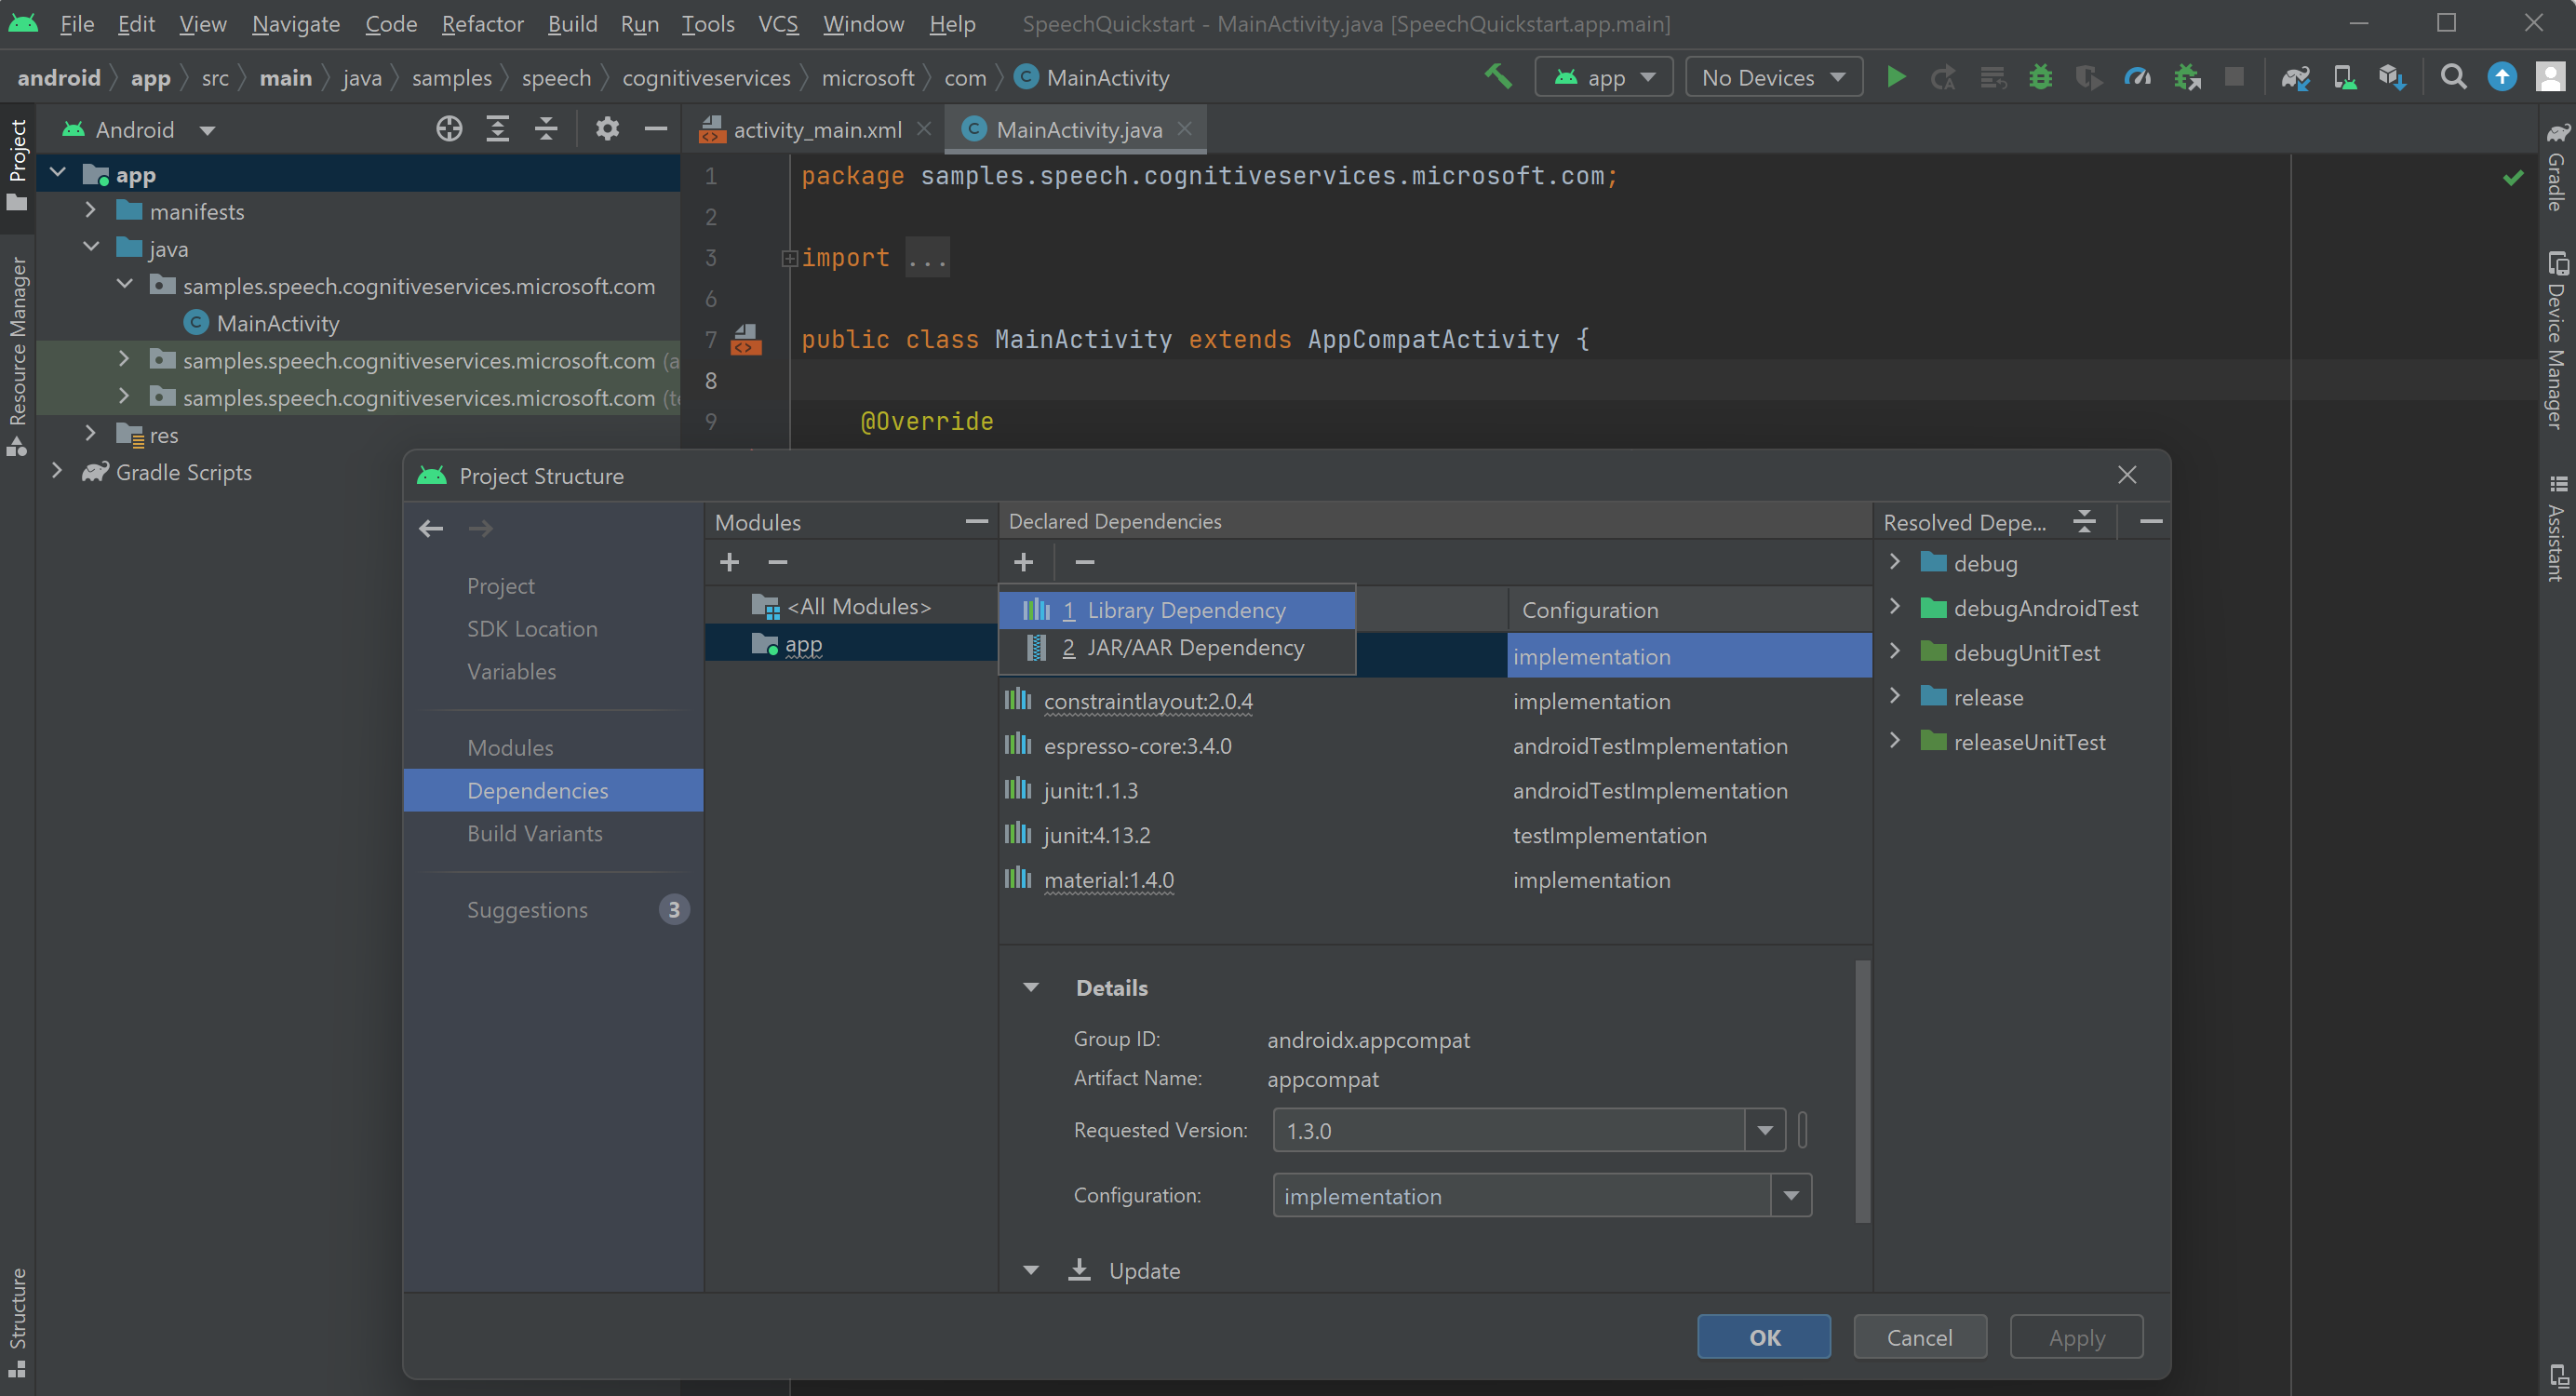 File Edit View Navigate Code Refactor Build Run Tools VCS Window Help SpeechQuickstart - MainActivity.java [SpeechQuickstart.app.main]
android app src main java samples speech cognitiveservices microsoft com MainActivity app No Devices
Project
Resource Manager
Structure
Android
app
manifests
java
samples.speech.cognitiveservices.microsoft.com
MainActivity
samples.speech.cognitiveservices.microsoft.com (a
samples.speech.cognitiveservices.microsoft.com (te
res
Gradle Scripts
activity_main.xml MainActivity.java
1 package samples.speech.cognitiveservices.microsoft.com;
2
3 import ...
6
7 public class MainActivity extends AppCompatActivity {
8
9 @Override
Gradle
Device Manager
Assistant
Project Structure
Project
SDK Location
Variables
Modules
Dependencies
Build Variants
Suggestions 3
Modules
<All Modules>
app
Declared Dependencies
1 Library Dependency
2 JAR/AAR Dependency
Configuration
implementation
constraintlayout:2.0.4 implementation
espresso-core:3.4.0 androidTestImplementation
junit:1.1.3 androidTestImplementation
junit:4.13.2 testImplementation
material:1.4.0 implementation
Details
Group ID: androidx.appcompat
Artifact Name: appcompat
Requested Version: 1.3.0
Configuration: implementation
Update
Resolved Depe...
debug
debugAndroidTest
debugUnitTest
release
releaseUnitTest
OK Cancel Apply